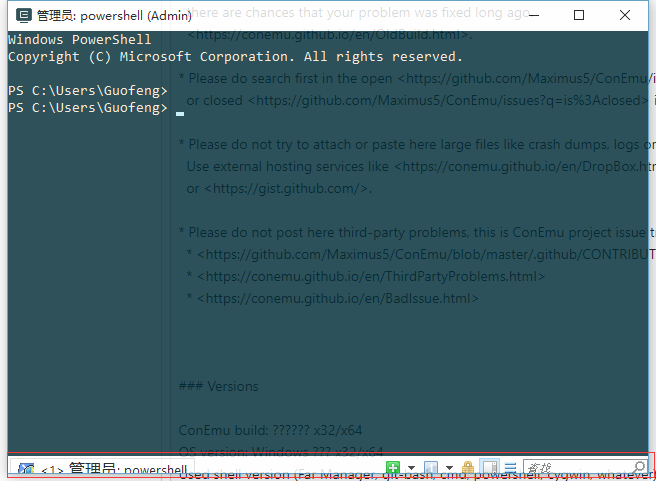 there are chances that your problem was fixed long ago
管理员: powershell (Admin)
<https://conemu.github.io/en/OldBuild.html>.
Windows PowerShell
Copyright (C) Microsoft Corporation. All rights reserved.
* Please do search first in the open <https://github.com/Maximus5/ConEmu/i
PS C:\Users\Guofeng>
or closed <https://github.com/Maximus5/ConEmu/issues?q=is%3Aclosed> i
PS C:\Users\Guofeng>
* Please do not try to attach or paste here large files like crash dumps, logs or
Use external hosting services like <https://conemu.github.io/en/DropBox.htm
or <https://gist.github.com/>.
* Please do not post here third-party problems, this is ConEmu project issue t
* <https://github.com/Maximus5/ConEmu/blob/master/.github/CONTRIBUT
* <https://conemu.github.io/en/ThirdPartyProblems.html>
* <https://conemu.github.io/en/BadIssue.html>
### Versions
ConEmu build: ?????? x32/x64
OS version: Windows ??? x32/x64
<1> 管理员: powershell
查找
Used shell version (Far Manager, git-bash, cmd, powershell, cygwin, whatever)